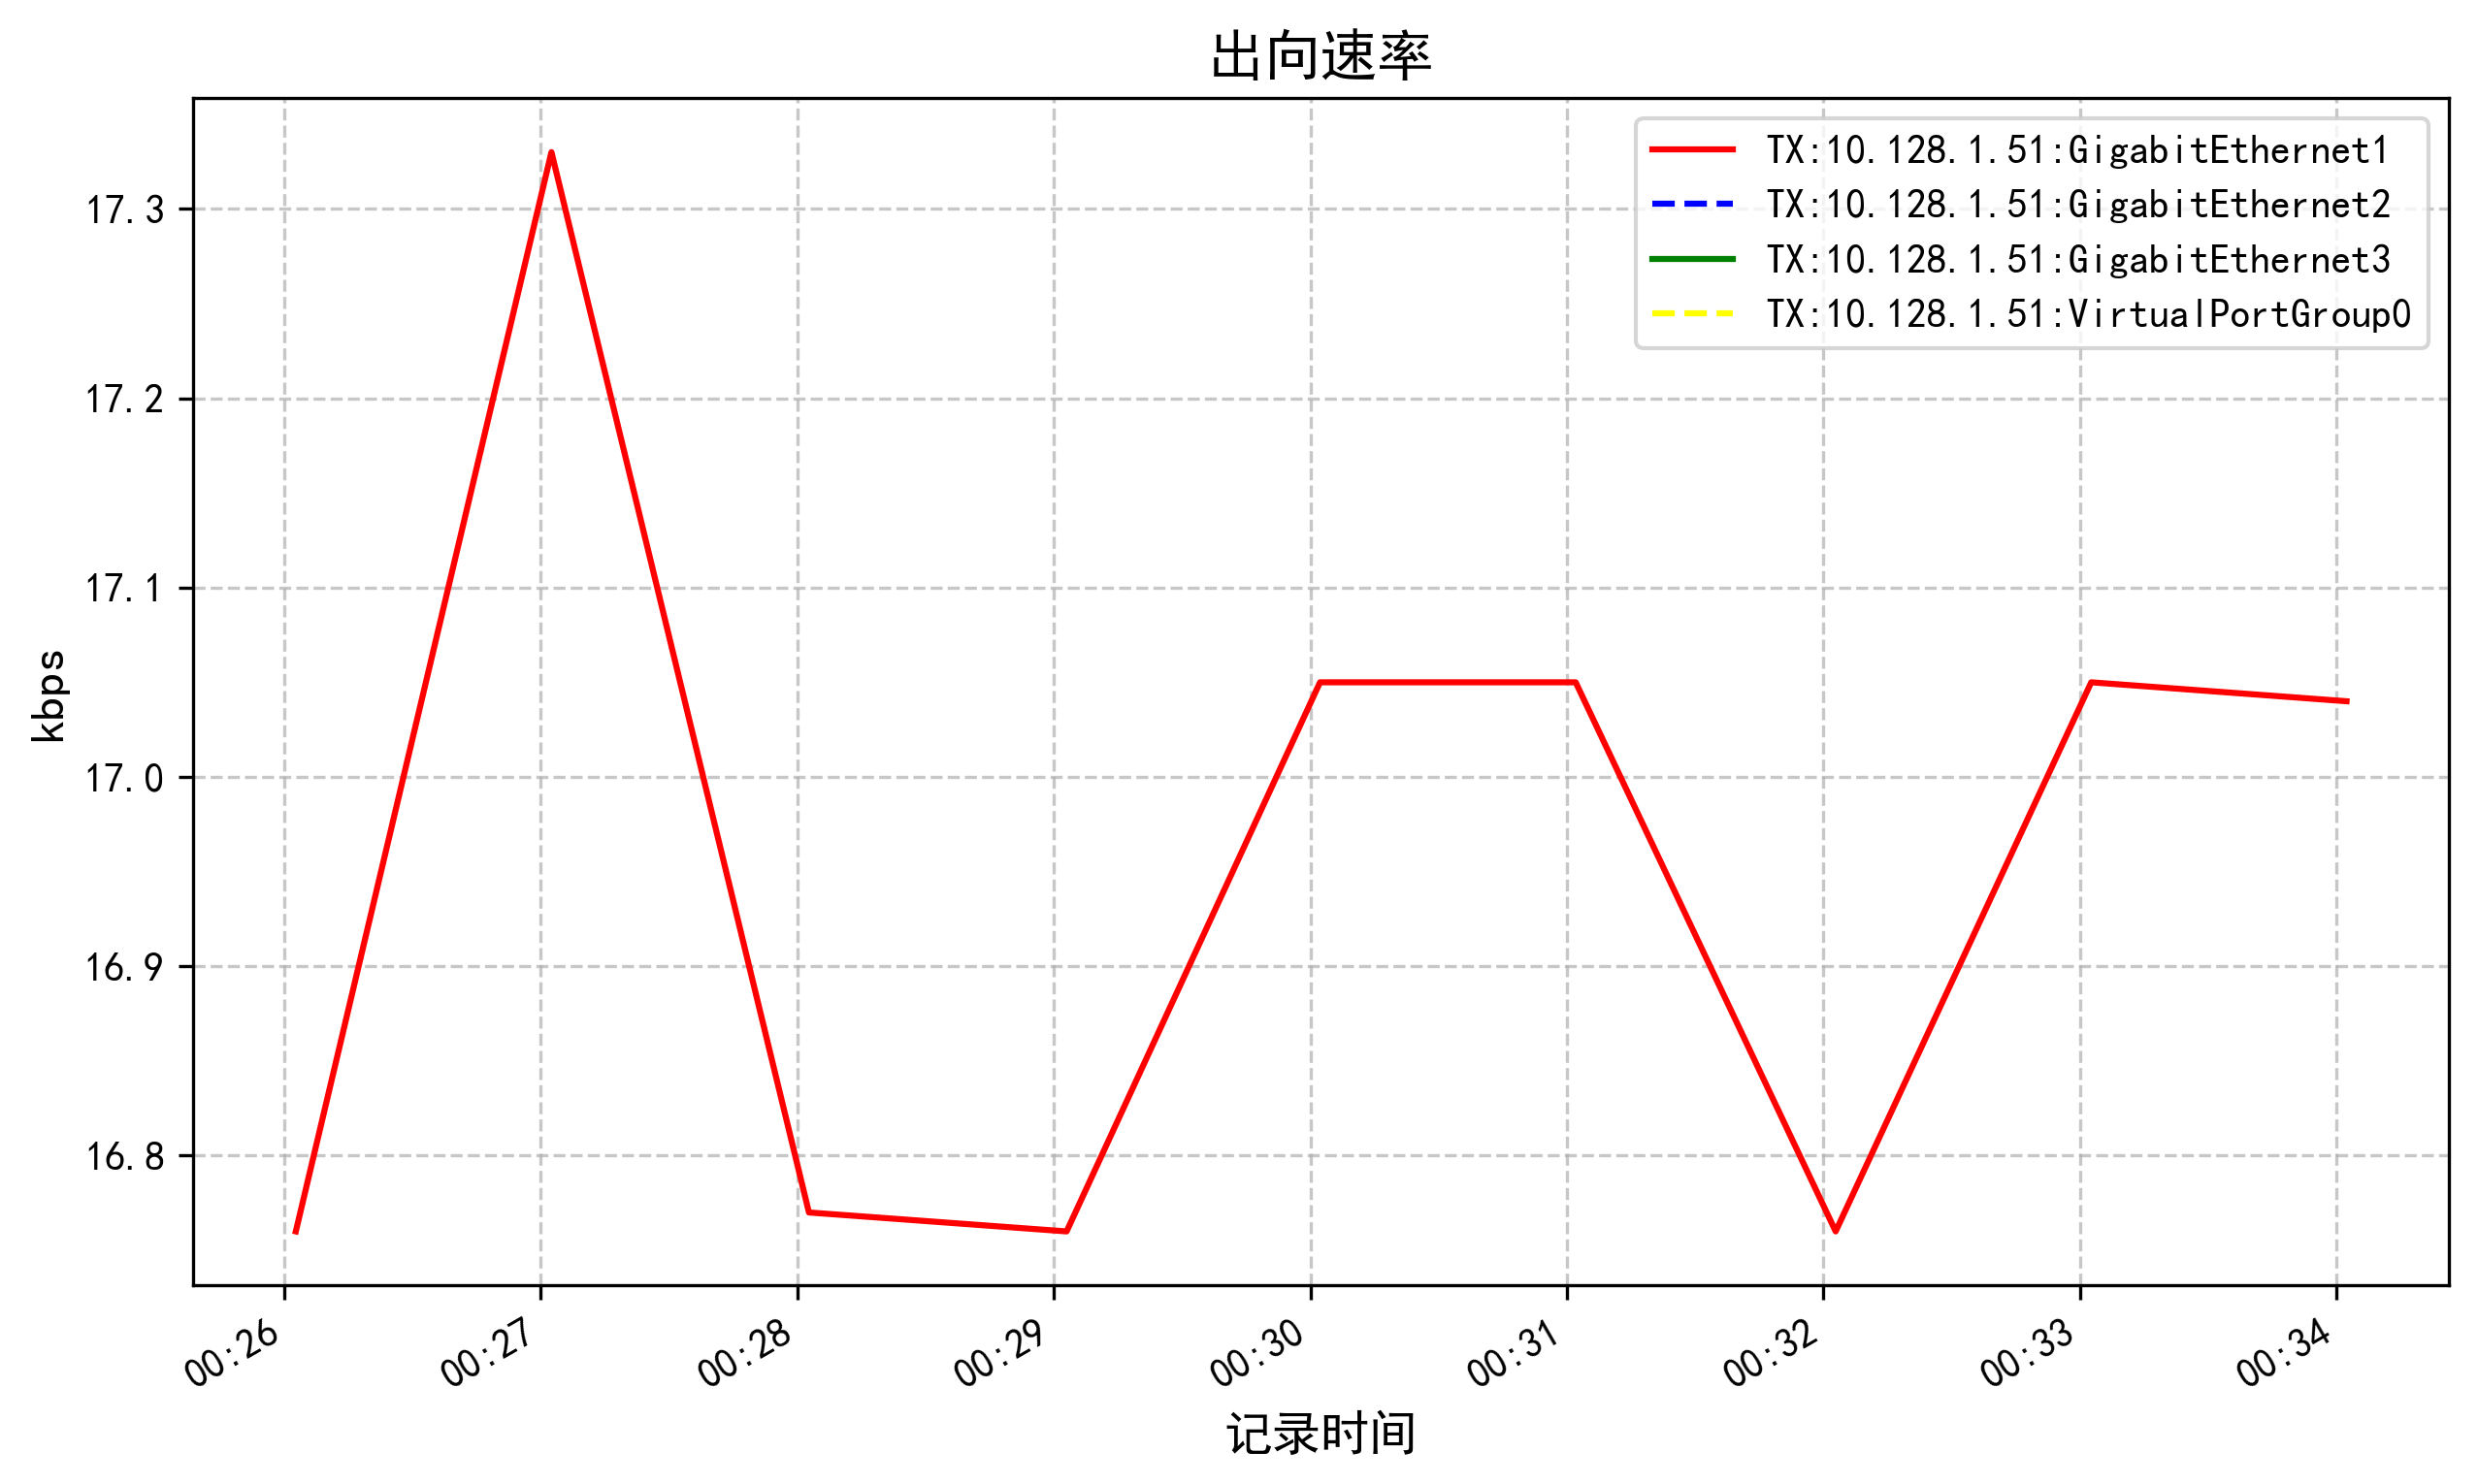 出向速率
TX:10.128.1.51:GigabitEthernet1
TX:10.128.1.51:GigabitEthernet2
TX:10.128.1.51:GigabitEthernet3
TX:10.128.1.51:VirtualPortGroup0
kbps
17.3
17.2
17.1
17.0
16.9
16.8
00:26
00:27
00:28
00:29
00:30
00:31
00:32
00:33
00:34
记录时间